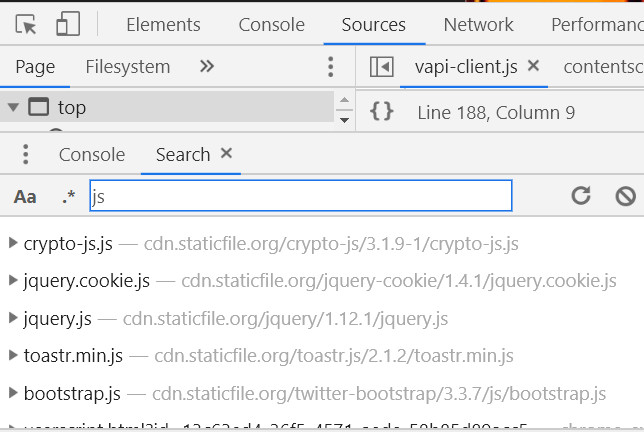 Elements Console Sources Network Performance
Page Filesystem » vapi-client.js × contentsc
top {} Line 188, Column 9
Console Search ×
Aa .* js
crypto-js.js — cdn.staticfile.org/crypto-js/3.1.9-1/crypto-js.js
jquery.cookie.js — cdn.staticfile.org/jquery-cookie/1.4.1/jquery.cookie.js
jquery.js — cdn.staticfile.org/jquery/1.12.1/jquery.js
toastr.min.js — cdn.staticfile.org/toastr.js/2.1.2/toastr.min.js
bootstrap.js — cdn.staticfile.org/twitter-bootstrap/3.3.7/js/bootstrap.js